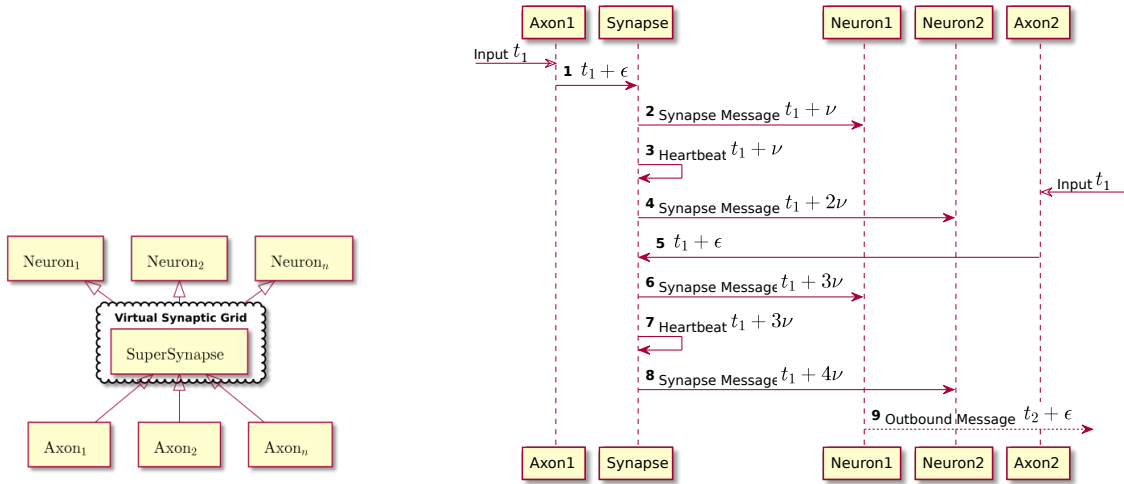 Neuron₁
Neuron₂
Neuronₙ
Virtual Synaptic Grid
SuperSynapse
Axon₁
Axon₂
Axonₙ
Axon1
Synapse
Neuron1
Neuron2
Axon2
Input t₁
1 t₁ + ϵ
2 Synapse Message t₁ + ν
3 Heartbeat t₁ + ν
Input t₁
4 Synapse Message t₁ + 2ν
5 t₁ + ϵ
6 Synapse Message t₁ + 3ν
7 Heartbeat t₁ + 3ν
8 Synapse Message t₁ + 4ν
9 Outbound Message t₂ + ϵ
Axon1
Synapse
Neuron1
Neuron2
Axon2